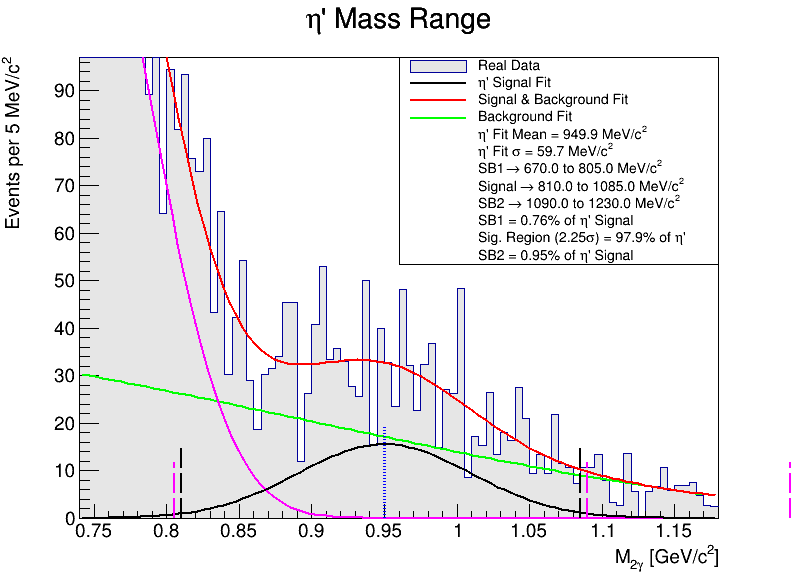 η' Mass Range
Events per 5 MeV/c²
90
80
70
60
50
40
30
20
10
0
Real Data
η' Signal Fit
Signal & Background Fit
Background Fit
η' Fit Mean = 949.9 MeV/c²
η' Fit σ = 59.7 MeV/c²
SB1 → 670.0 to 805.0 MeV/c²
Signal → 810.0 to 1085.0 MeV/c²
SB2 → 1090.0 to 1230.0 MeV/c²
SB1 = 0.76% of η' Signal
Sig. Region (2.25σ) = 97.9% of η'
SB2 = 0.95% of η' Signal
0.75 0.8 0.85 0.9 0.95 1 1.05 1.1 1.15
M₂γ [GeV/c²]